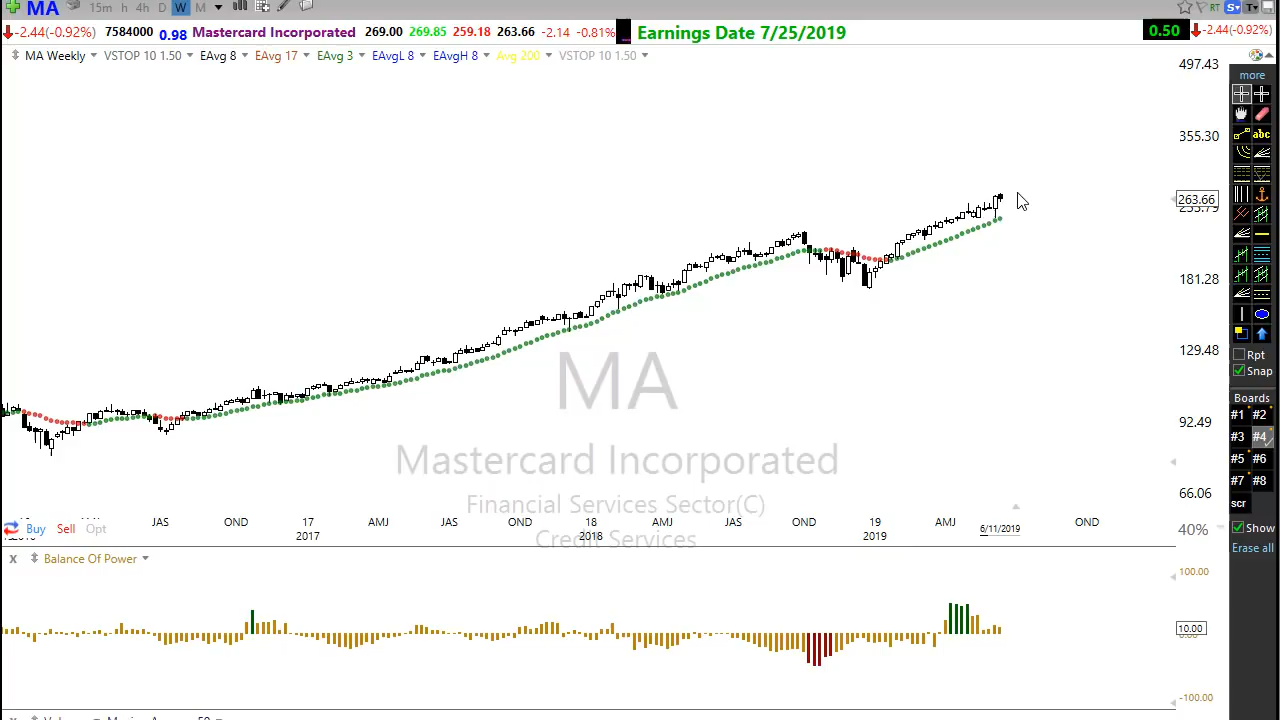 MA 15m h 4h D W M RT S T
-2.44(-0.92%) 7584000 0.98 Mastercard Incorporated 269.00 269.85 259.18 263.66 -2.14 -0.81% Earnings Date 7/25/2019 0.50 -2.44(-0.92%)
MA Weekly VSTOP 10 1.50 EAvg 8 EAvg 17 EAvg 3 EAvgL 8 EAvgH 8 Avg 200 VSTOP 10 1.50
497.43
355.30
263.66
181.28
129.48
92.49
66.06
more
abc
Rpt
Snap
Boards
#1 #2
#3 #4
#5 #6
#7 #8
scr
Show
Erase all
MA
Mastercard Incorporated
Financial Services Sector(C)
Credit Services
JAS OND 17 AMJ JAS OND 18 AMJ JAS OND 19 AMJ OND
2017 2018 2019 6/11/2019
Buy Sell Opt
40%
x Balance Of Power
100.00
10.00
-100.00